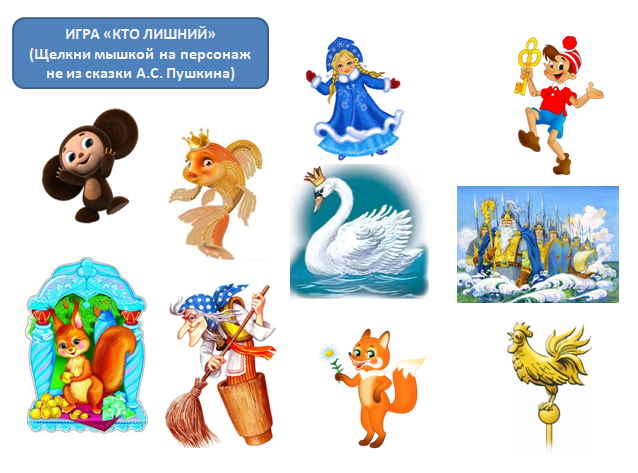 ИГРА «КТО ЛИШНИЙ»
(Щелкни мышкой на персонаж
не из сказки А.С. Пушкина)